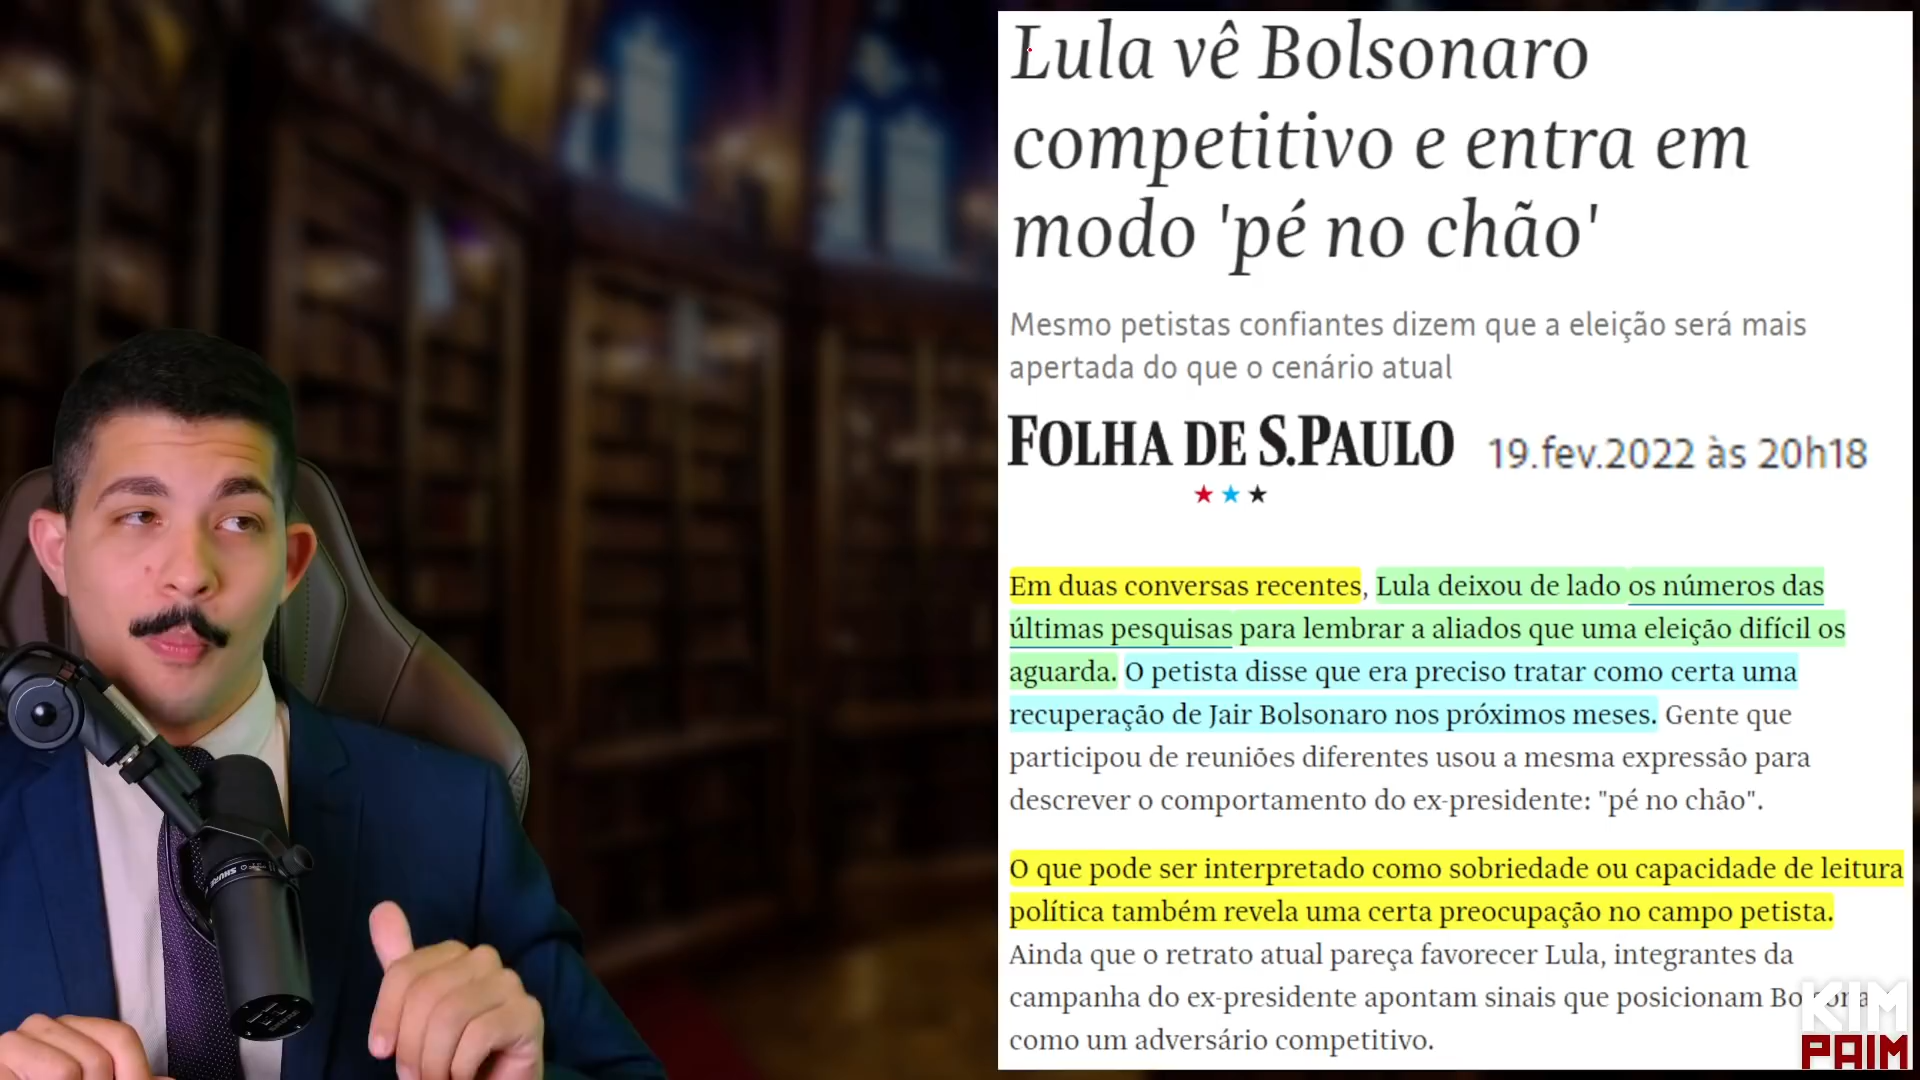 Lula vê Bolsonaro
competitivo e entra em
modo 'pé no chão'
Mesmo petistas confiantes dizem que a eleição será mais
apertada do que o cenário atual
FOLHA DE S.PAULO
19.fev.2022 às 20h18
Em duas conversas recentes, Lula deixou de lado os números das
últimas pesquisas para lembrar a aliados que uma eleição difícil os
aguarda. O petista disse que era preciso tratar como certa uma
recuperação de Jair Bolsonaro nos próximos meses. Gente que
participou de reuniões diferentes usou a mesma expressão para
descrever o comportamento do ex-presidente: "pé no chão".
O que pode ser interpretado como sobriedade ou capacidade de leitura
política também revela uma certa preocupação no campo petista.
Ainda que o retrato atual pareça favorecer Lula, integrantes da
campanha do ex-presidente apontam sinais que posicionam
como um adversário competitivo.
KIM
PAIM
SHURE